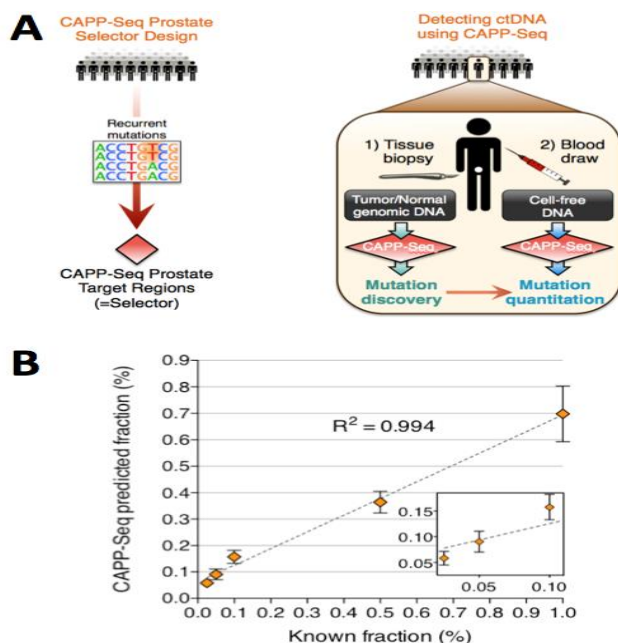 A
CAPP-Seq Prostate
Selector Design
Recurrent
mutations
ACCTGTCG
ACCTGTCG
ACCTGACG
ACCTGACG
CAPP-Seq Prostate
Target Regions
(=Selector)
Detecting ctDNA
using CAPP-Seq
1) Tissue
biopsy
2) Blood
draw
Tumor/Normal
genomic DNA
Cell-free
DNA
CAPP-Seq
CAPP-Seq
Mutation
discovery
Mutation
quantitation
B
CAPP-Seq predicted fraction (%)
0.9
0.8
0.7
0.6
0.5
0.4
0.3
0.2
0.1
0.0
R² = 0.994
0.15
0.10
0.05
0.05
0.10
0.0
0.1
0.2
0.3
0.4
0.5
0.6
0.7
0.8
0.9
1.0
Known fraction (%)